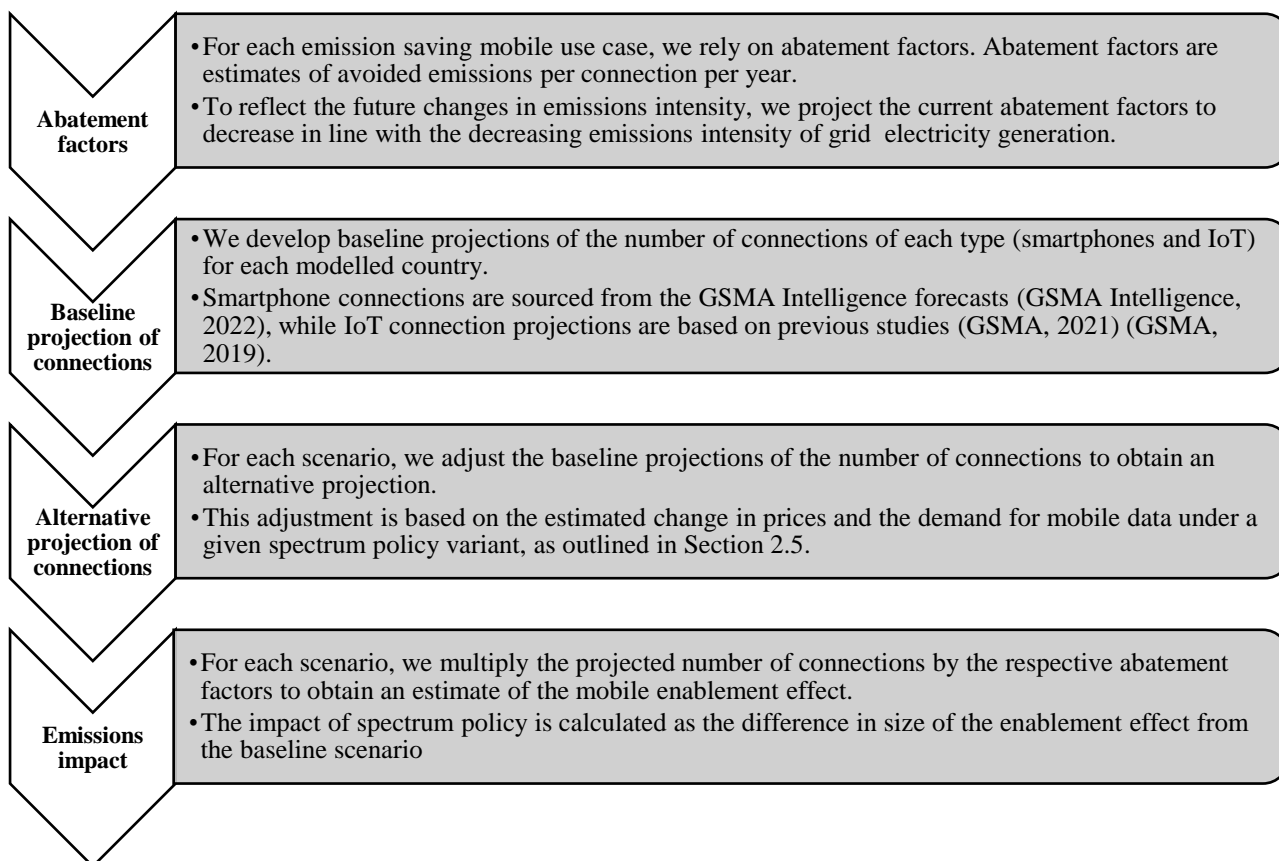 Abatement
factors
•For each emission saving mobile use case, we rely on abatement factors. Abatement factors are
estimates of avoided emissions per connection per year.
•To reflect the future changes in emissions intensity, we project the current abatement factors to
decrease in line with the decreasing emissions intensity of grid electricity generation.
Baseline
projection of
connections
•We develop baseline projections of the number of connections of each type (smartphones and IoT)
for each modelled country.
•Smartphone connections are sourced from the GSMA Intelligence forecasts (GSMA Intelligence,
2022), while IoT connection projections are based on previous studies (GSMA, 2021) (GSMA,
2019).
Alternative
projection of
connections
•For each scenario, we adjust the baseline projections of the number of connections to obtain an
alternative projection.
•This adjustment is based on the estimated change in prices and the demand for mobile data under a
given spectrum policy variant, as outlined in Section 2.5.
Emissions
impact
•For each scenario, we multiply the projected number of connections by the respective abatement
factors to obtain an estimate of the mobile enablement effect.
•The impact of spectrum policy is calculated as the difference in size of the enablement effect from
the baseline scenario